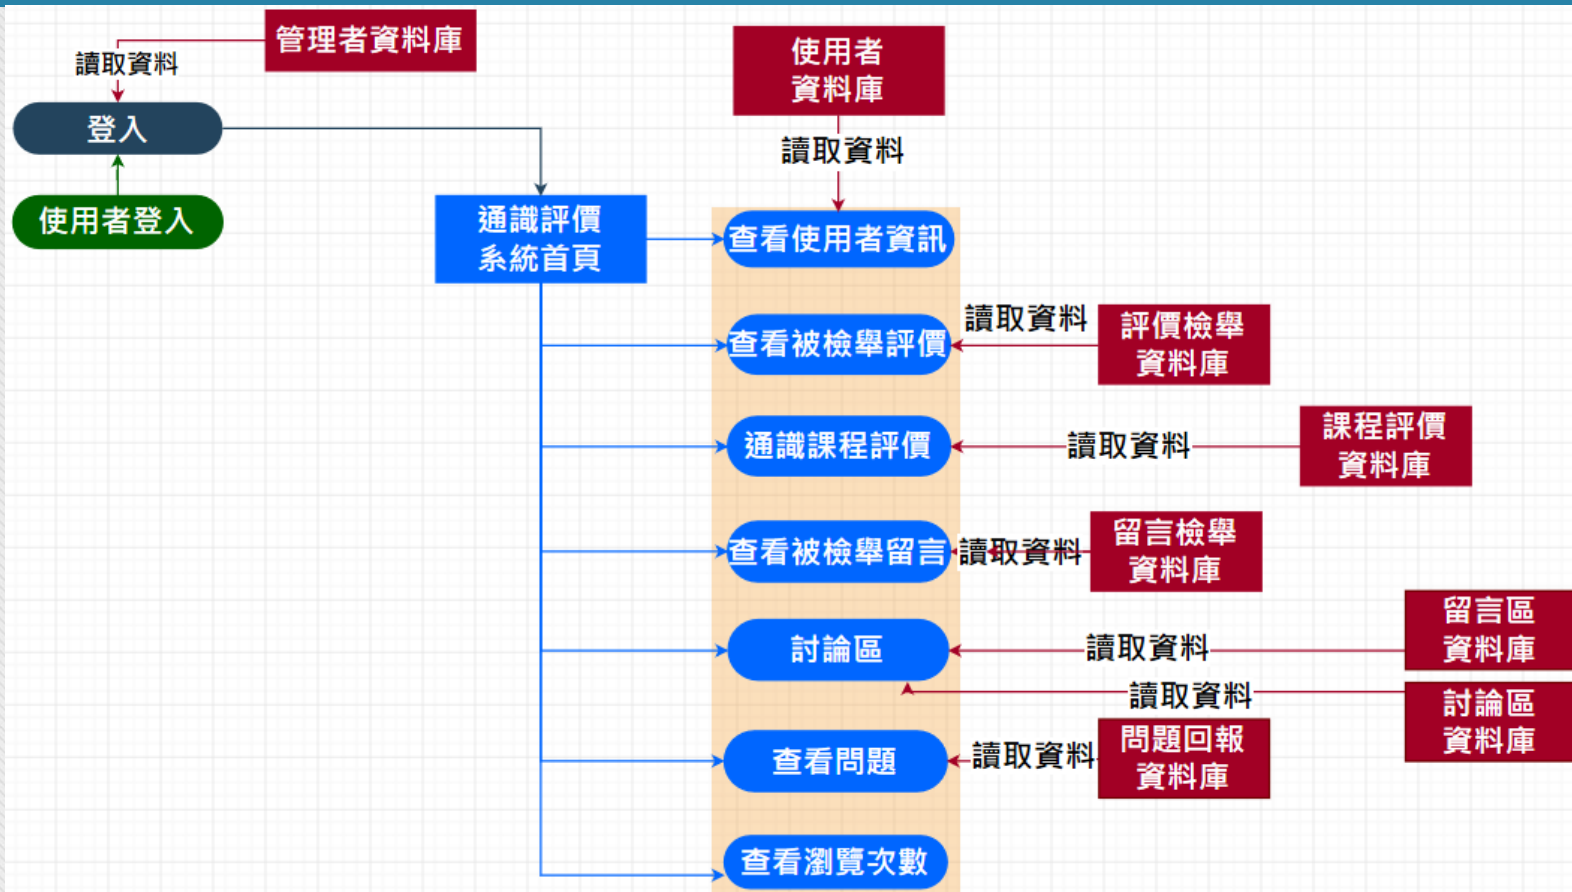 管理者資料庫
讀取資料
登入
使用者登入
使用者
資料庫
讀取資料
通識評價
系統首頁
查看使用者資訊
查看被檢舉評價
讀取資料
評價檢舉
資料庫
通識課程評價
讀取資料
課程評價
資料庫
查看被檢舉留言
讀取資料
留言檢舉
資料庫
討論區
讀取資料
留言區
資料庫
讀取資料
討論區
資料庫
查看問題
讀取資料
問題回報
資料庫
查看瀏覽次數